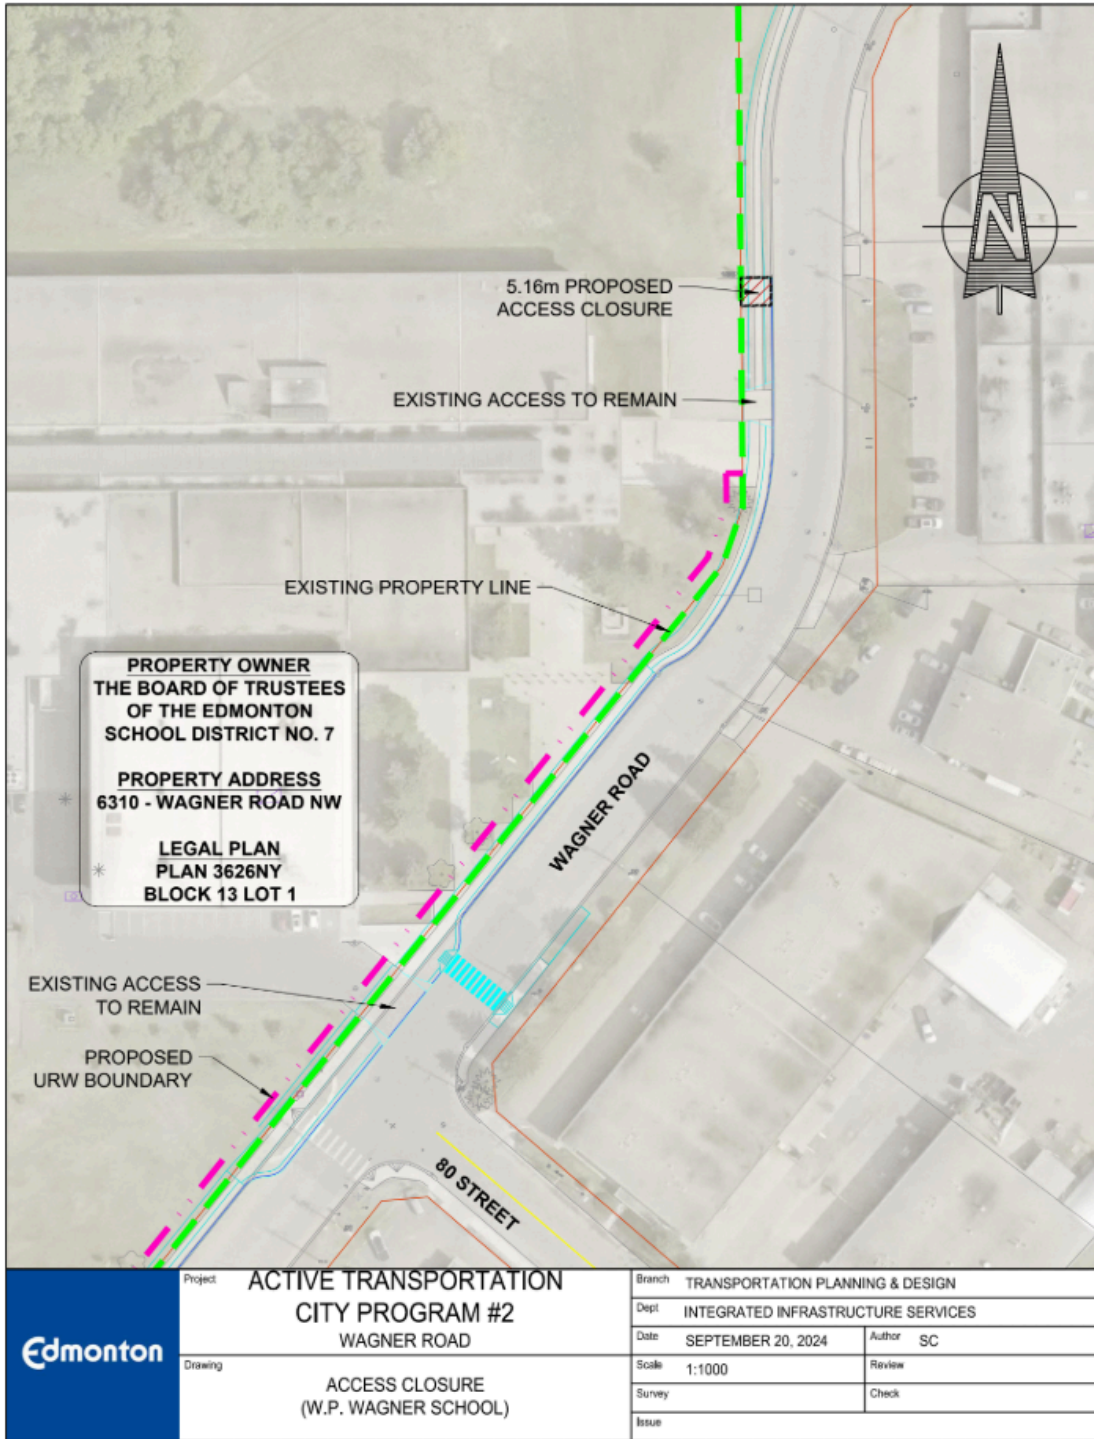 N
5.16m PROPOSED
ACCESS CLOSURE
EXISTING ACCESS TO REMAIN
EXISTING PROPERTY LINE
PROPERTY OWNER
THE BOARD OF TRUSTEES
OF THE EDMONTON
SCHOOL DISTRICT NO. 7
PROPERTY ADDRESS
6310 - WAGNER ROAD NW
LEGAL PLAN
PLAN 3626NY
BLOCK 13 LOT 1
WAGNER ROAD
EXISTING ACCESS
TO REMAIN
PROPOSED
URW BOUNDARY
80 STREET
Edmonton
Project ACTIVE TRANSPORTATION
CITY PROGRAM #2
WAGNER ROAD
Drawing
ACCESS CLOSURE
(W.P. WAGNER SCHOOL)
Branch TRANSPORTATION PLANNING & DESIGN
Dept INTEGRATED INFRASTRUCTURE SERVICES
Date SEPTEMBER 20, 2024 Author SC
Scale 1:1000 Review
Survey Check
Issue